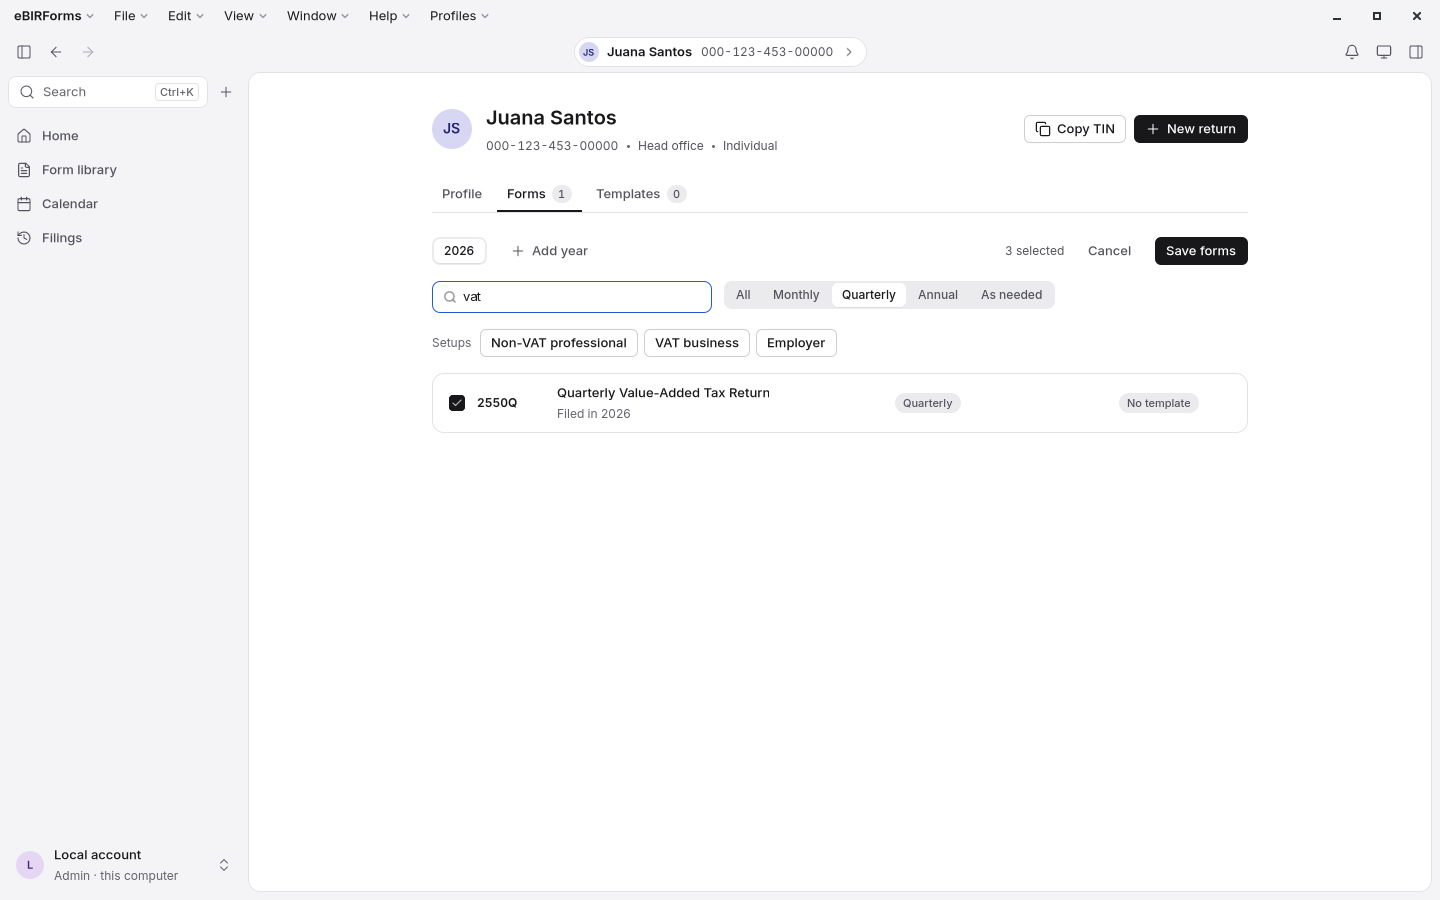 eBIRForms File Edit View Window Help Profiles
JS Juana Santos 000-123-453-00000
Search Ctrl+K
Home
Form library
Calendar
Filings
JS
Juana Santos
000-123-453-00000 • Head office • Individual
Copy TIN
New return
Profile Forms 1 Templates 0
2026 Add year 3 selected Cancel Save forms
vat All Monthly Quarterly Annual As needed
Setups Non-VAT professional VAT business Employer
2550Q Quarterly Value-Added Tax Return Quarterly No template
Filed in 2026
L
Local account
Admin · this computer